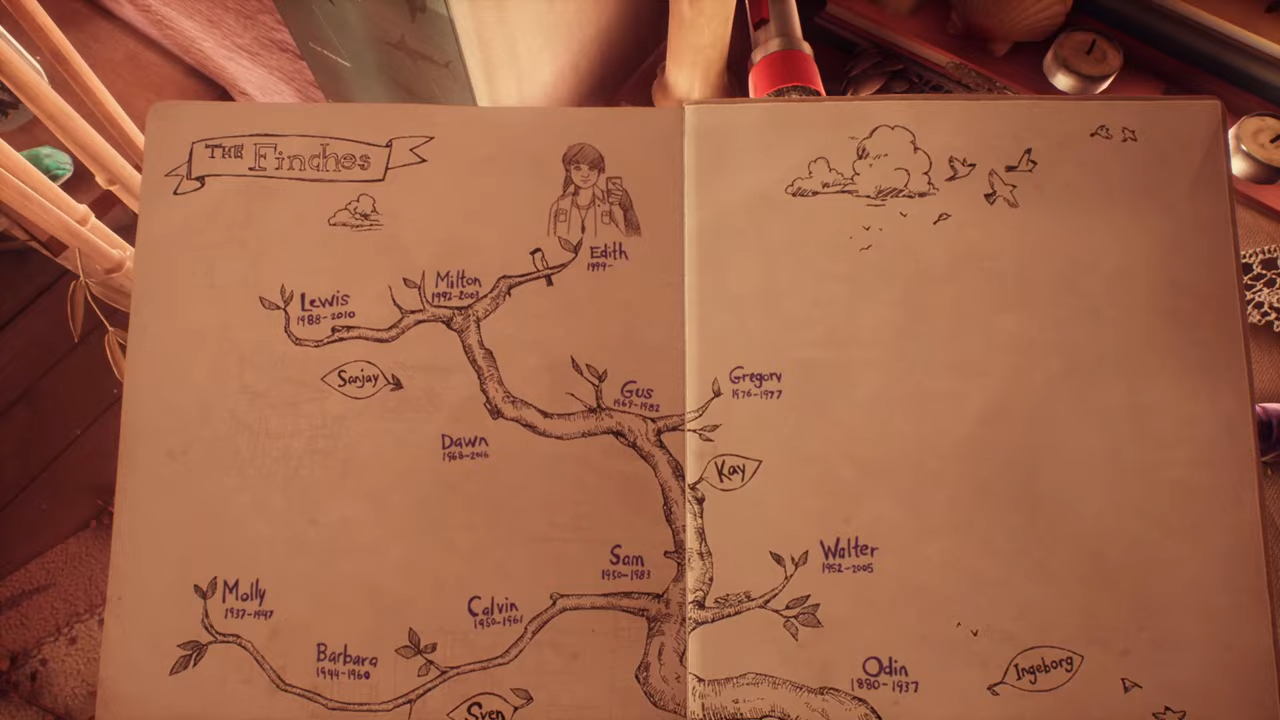 THE Finches
Edith
1999-
Milton
1992-2003
Lewis
1988-2010
Sanjay
Gregory
1976-1977
Gus
1969-1982
Dawn
1968-2016
Kay
Walter
1952-2005
Sam
1950-1983
Calvin
1950-1961
Molly
1937-1947
Barbara
1944-1960
Odin
1880-1937
Ingeborg
Sven